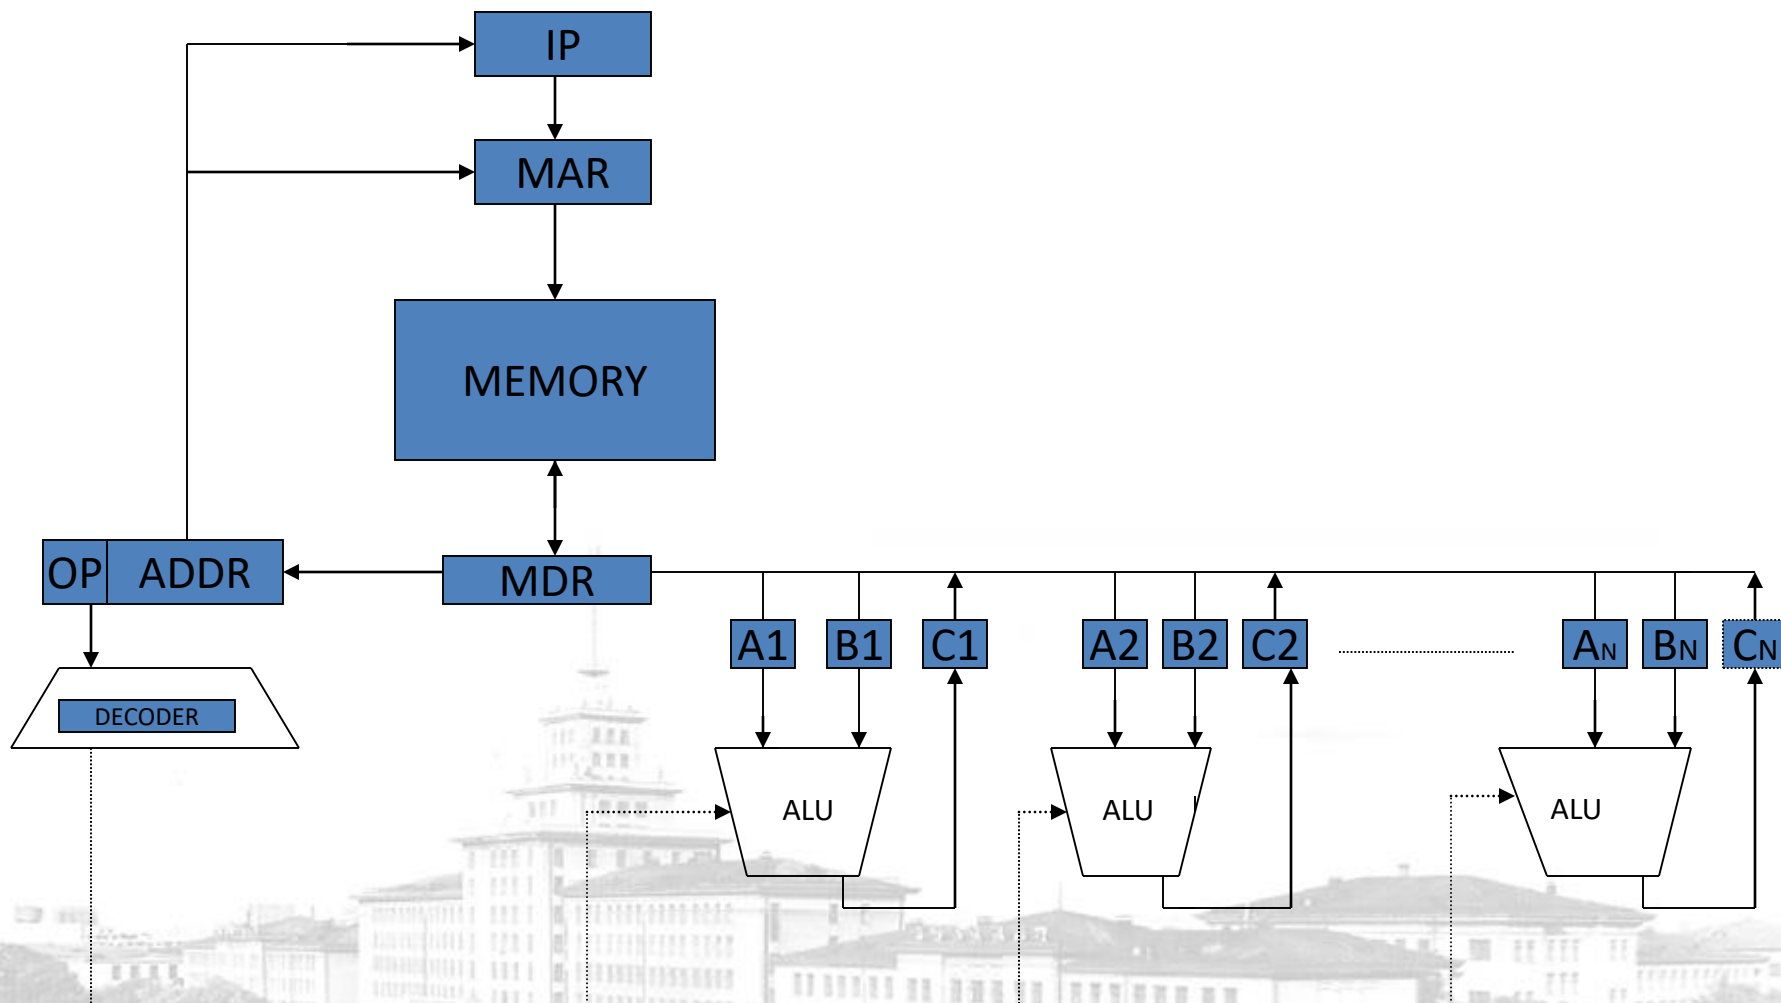 IP
MAR
MEMORY
OP ADDR
MDR
A1 B1 C1 A2 B2 C2 AN BN CN
DECODER
ALU ALU ALU